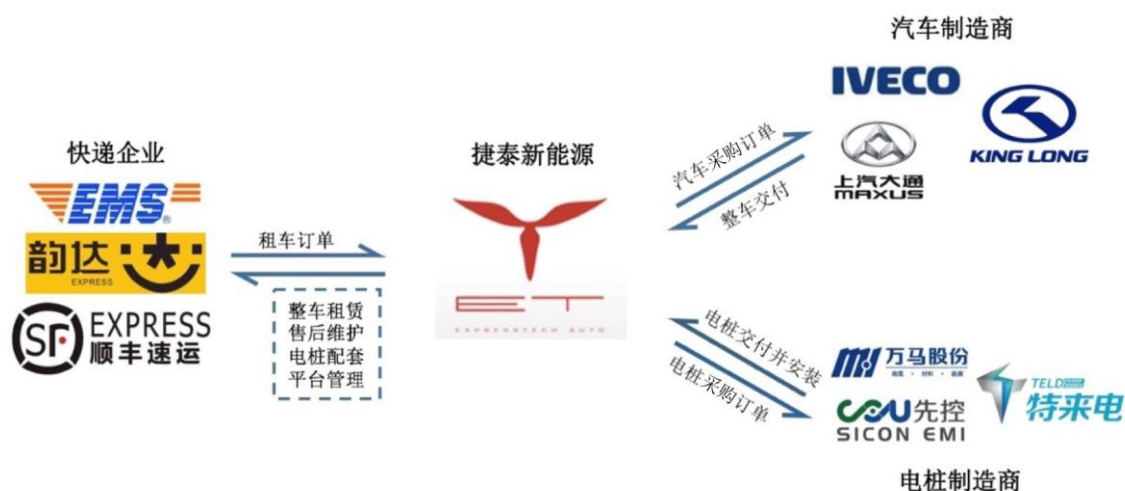 快递企业
EMS
®
韵达
EXPRESS
SF
EXPRESS
顺丰速运
租车订单
整车租赁
售后维护
电桩配套
平台管理
捷泰新能源
ET
EXPRESSTECH AUTO
汽车采购订单
整车交付
汽车制造商
IVECO
上汽大通
MAXUS
KING LONG
电桩交付并安装
电桩采购订单
万马股份
先控
SICON EMI
TELD
特来电
电桩制造商